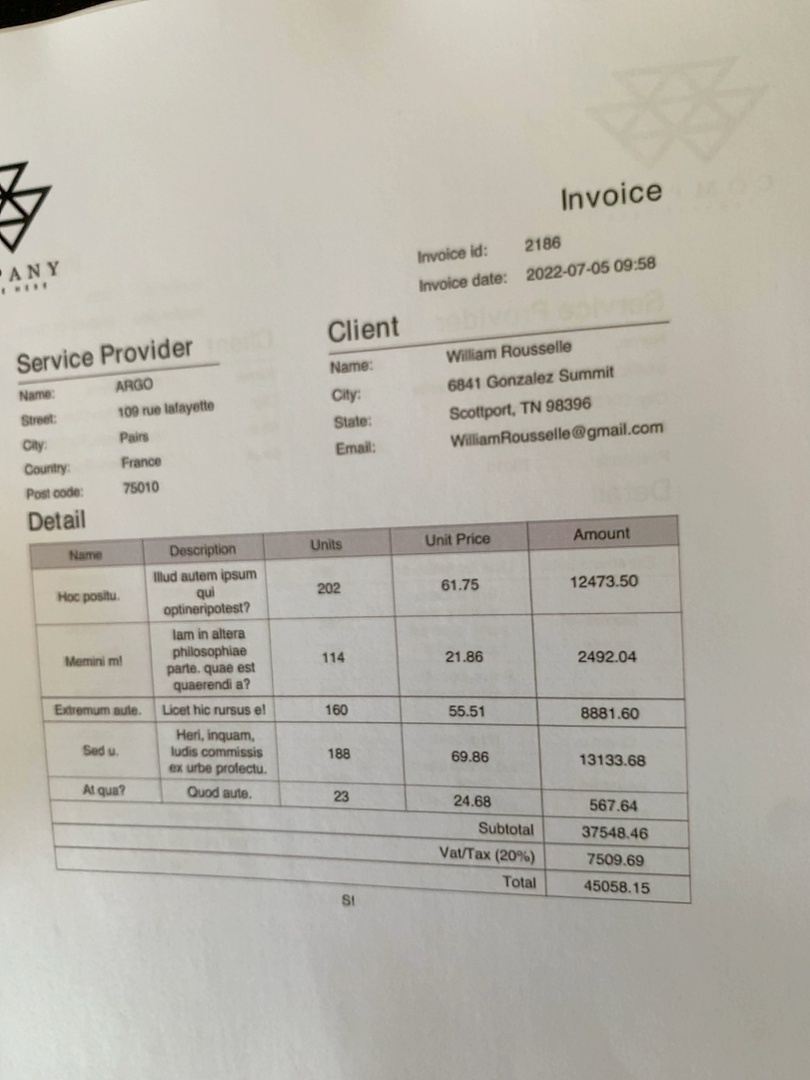 PANY
Invoice
Invoice id: 2186
Invoice date: 2022-07-05 09:58
Service Provider
Name: ARGO
Street: 109 rue lafayette
City: Pairs
Country: France
Post code: 75010
Client
Name: William Rousselle
City: 6841 Gonzalez Summit
State: Scottport, TN 98396
Email: WilliamRousselle@gmail.com
Detail
Name Description Units Unit Price Amount
Hoc positu. Illud autem ipsum qui optineripotest? 202 61.75 12473.50
Memini m! Iam in altera philosophiae parte. quae est quaerendi a? 114 21.86 2492.04
Extremum aute. Licet hic rursus e! 160 55.51 8881.60
Sed u. Heri, inquam, ludis commissis ex urbe profectu. 188 69.86 13133.68
At qua? Quod aute. 23 24.68 567.64
Subtotal 37548.46
Vat/Tax (20%) 7509.69
Total 45058.15
S!